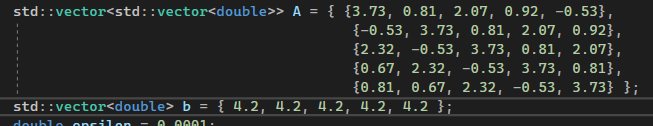 std::vector<std::vector<double>> A = { {3.73, 0.81, 2.07, 0.92, -0.53},
{-0.53, 3.73, 0.81, 2.07, 0.92},
{2.32, -0.53, 3.73, 0.81, 2.07},
{0.67, 2.32, -0.53, 3.73, 0.81},
{0.81, 0.67, 2.32, -0.53, 3.73} };
std::vector<double> b = { 4.2, 4.2, 4.2, 4.2, 4.2 };
double epsilon = 0.0001;